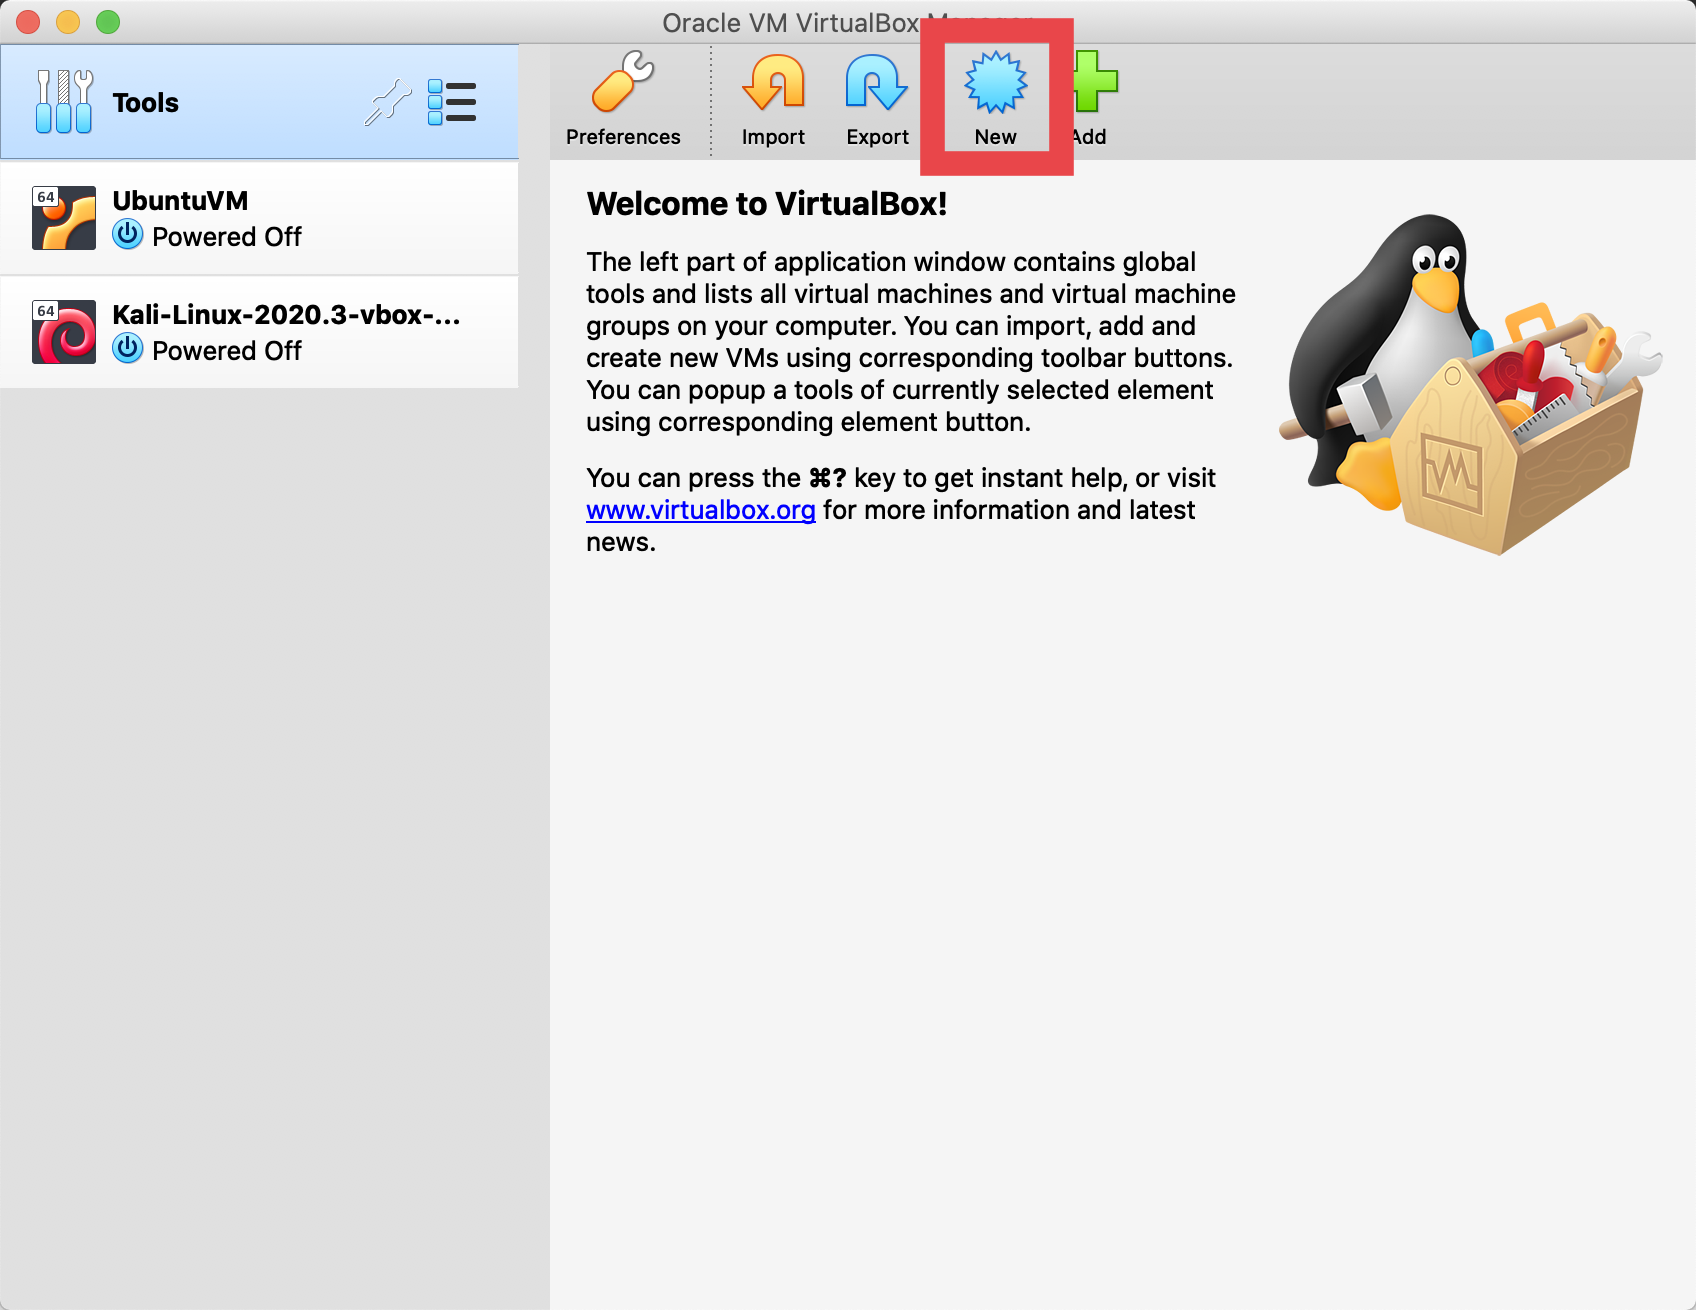 Oracle VM VirtualBox Manager
Tools
64
UbuntuVM
Powered Off
64
Kali-Linux-2020.3-vbox-...
Powered Off
Preferences
Import
Export
New
Add
Welcome to VirtualBox!
The left part of application window contains global
tools and lists all virtual machines and virtual machine
groups on your computer. You can import, add and
create new VMs using corresponding toolbar buttons.
You can popup a tools of currently selected element
using corresponding element button.
You can press the ⌘? key to get instant help, or visit
www.virtualbox.org for more information and latest
news.